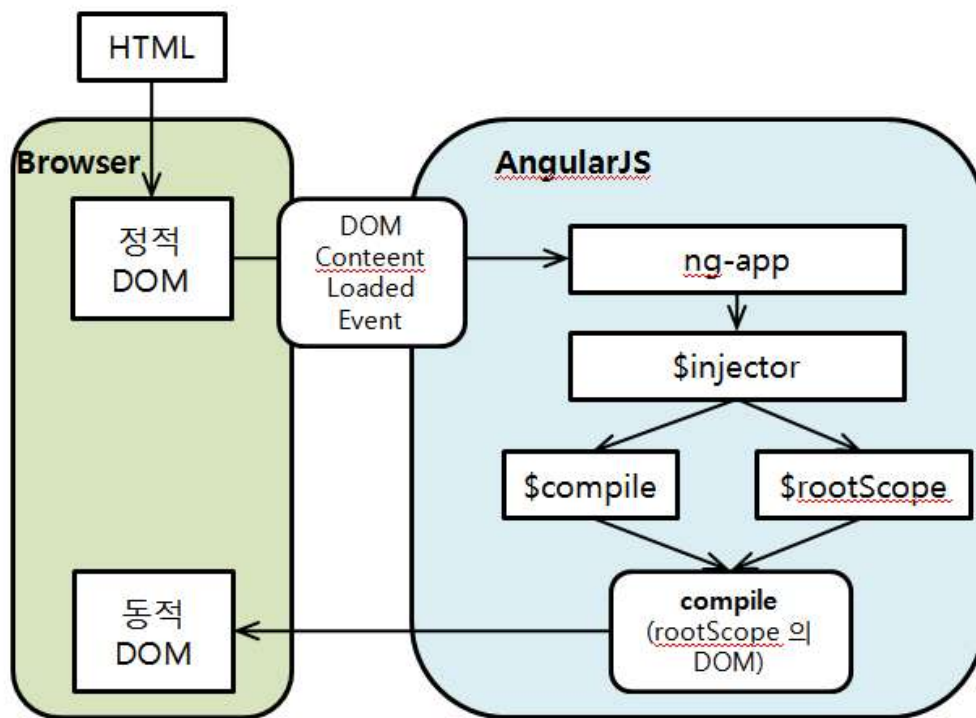 HTML
Browser
AngularJS
정적
DOM
DOM
Conteent
Loaded
Event
ng-app
$injector
$compile
$rootScope
compile
(rootScope 의
DOM)
동적
DOM